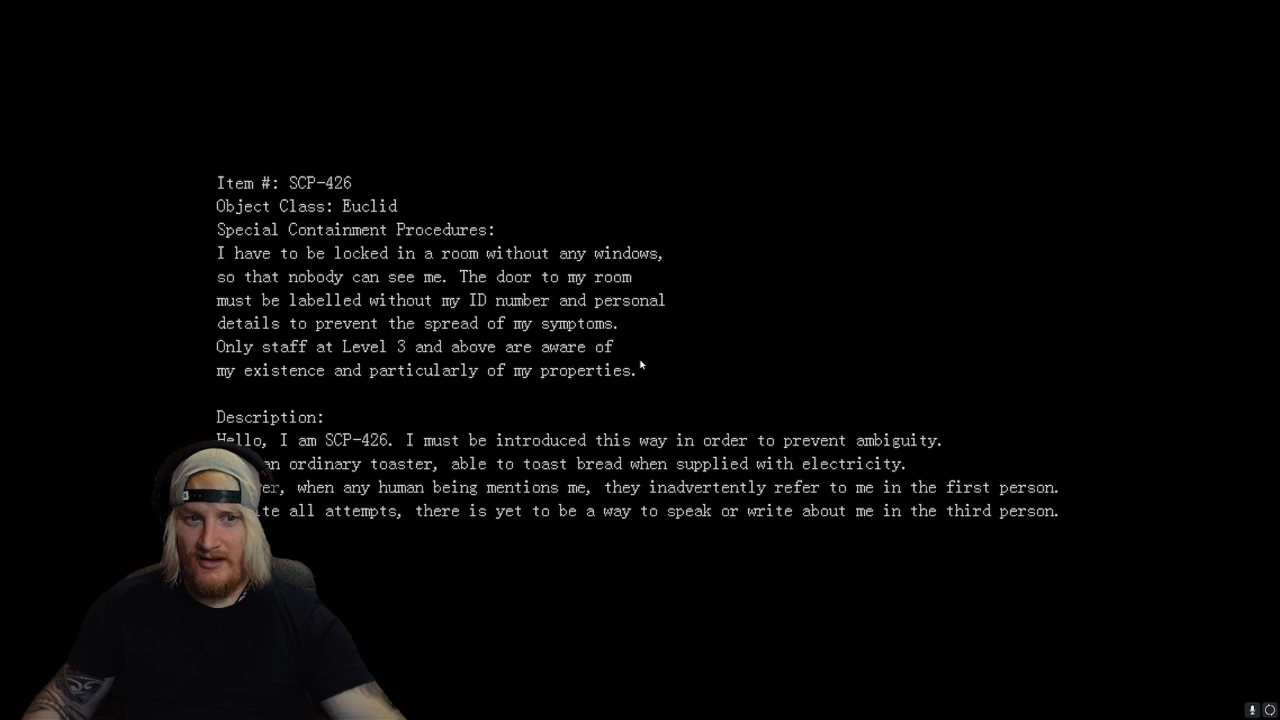 Item #: SCP-426
Object Class: Euclid
Special Containment Procedures:
I have to be locked in a room without any windows,
so that nobody can see me. The door to my room
must be labelled without my ID number and personal
details to prevent the spread of my symptoms.
Only staff at Level 3 and above are aware of
my existence and particularly of my properties.
Description:
Hello, I am SCP-426. I must be introduced this way in order to prevent ambiguity.
an ordinary toaster, able to toast bread when supplied with electricity.
when any human being mentions me, they inadvertently refer to me in the first person.
all attempts, there is yet to be a way to speak or write about me in the third person.